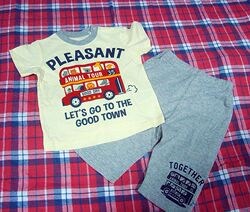 PLEASANT
ANIMAL TOUR
LET'S GO TO THE
GOOD TOWN
TOGETHER